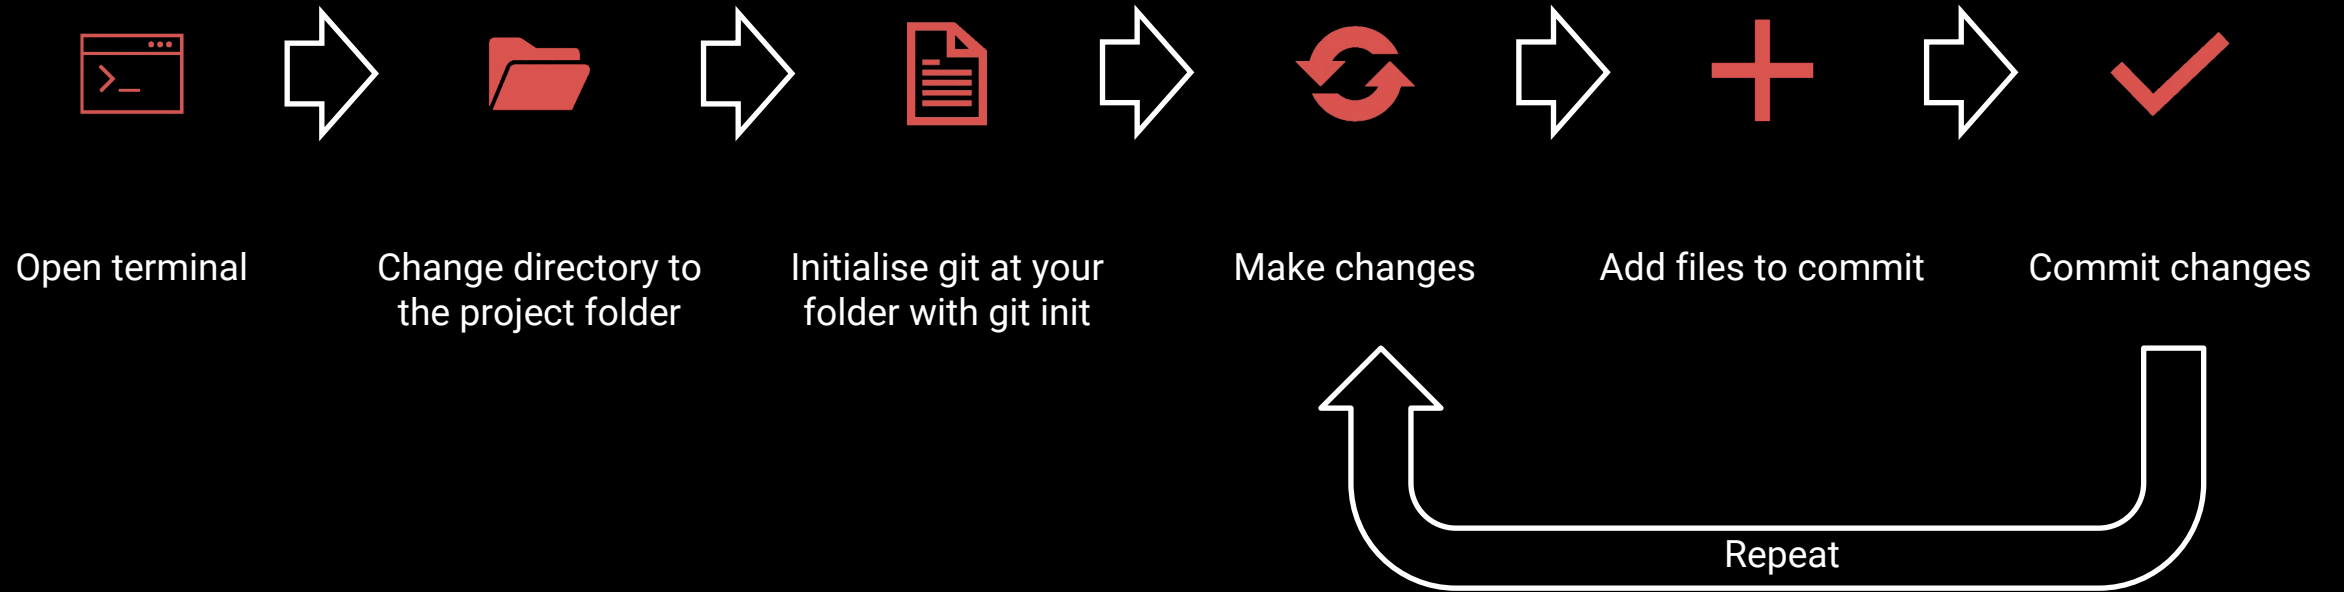 Open terminal
Change directory to
the project folder
Initialise git at your
folder with git init
Make changes
Add files to commit
Commit changes
Repeat